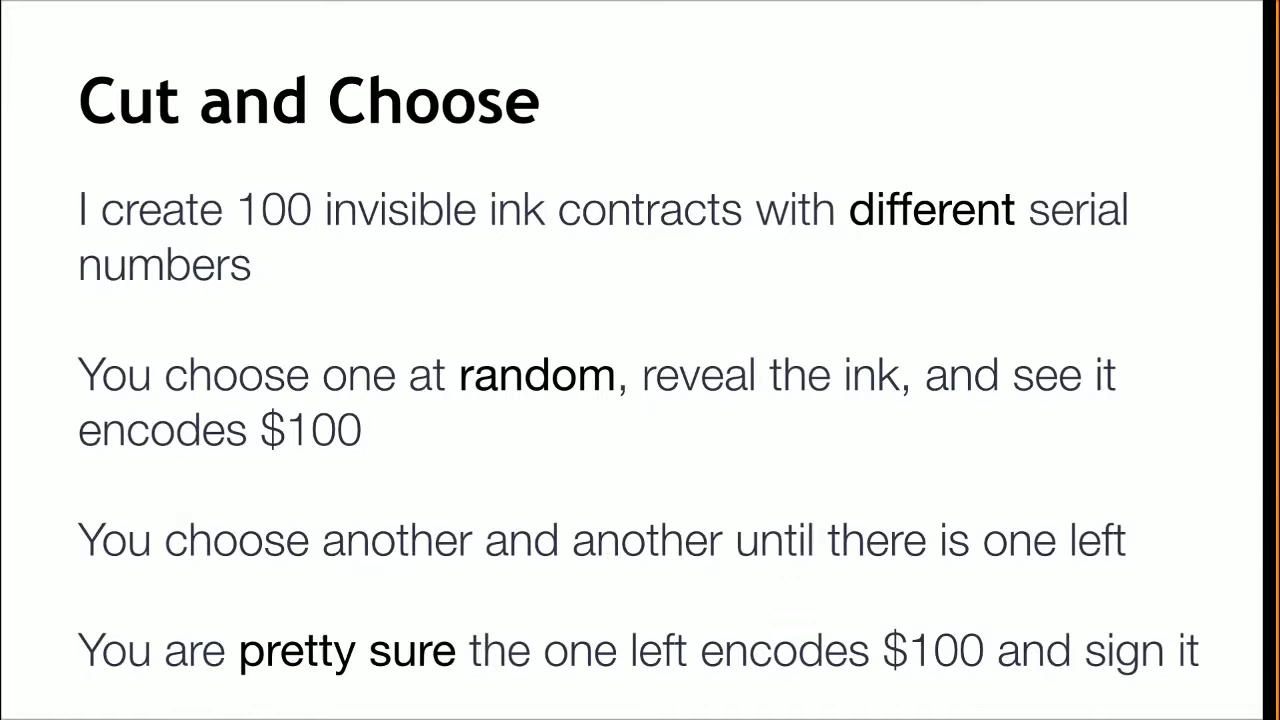 Cut and Choose
I create 100 invisible ink contracts with different serial
numbers
You choose one at random, reveal the ink, and see it
encodes $100
You choose another and another until there is one left
You are pretty sure the one left encodes $100 and sign it